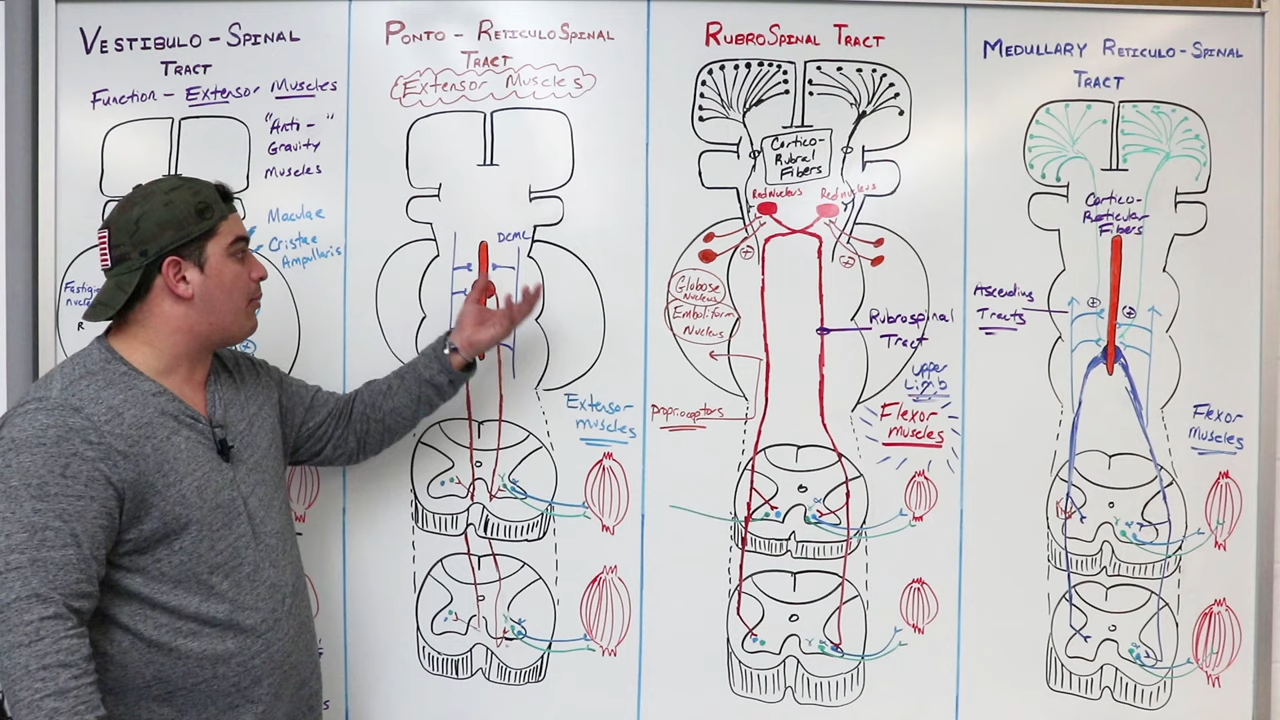 VESTIBULO-SPINAL
TRACT
Function - Extensor Muscles
"Anti-"
Gravity
Muscles
Maculae
Cristae
Ampullaris
R
PONTO - RETICULOSPINAL
TRACT
Extensor Muscles
DCML
Extensor
muscles
RUBROSPINAL TRACT
Cortico-
Rubral
Fibers
Red Nucleus
Red nucleus
Globose
Nucleus
Emboliform
Nucleus
Rubrospinal
Tract
proprioceptors
upper
Limb
Flexor
muscles
α
MEDULLARY RETICULO-SPINAL
TRACT
Cortico-
Reticular
Fibers
Ascending
Tracts
Flexor
Muscles